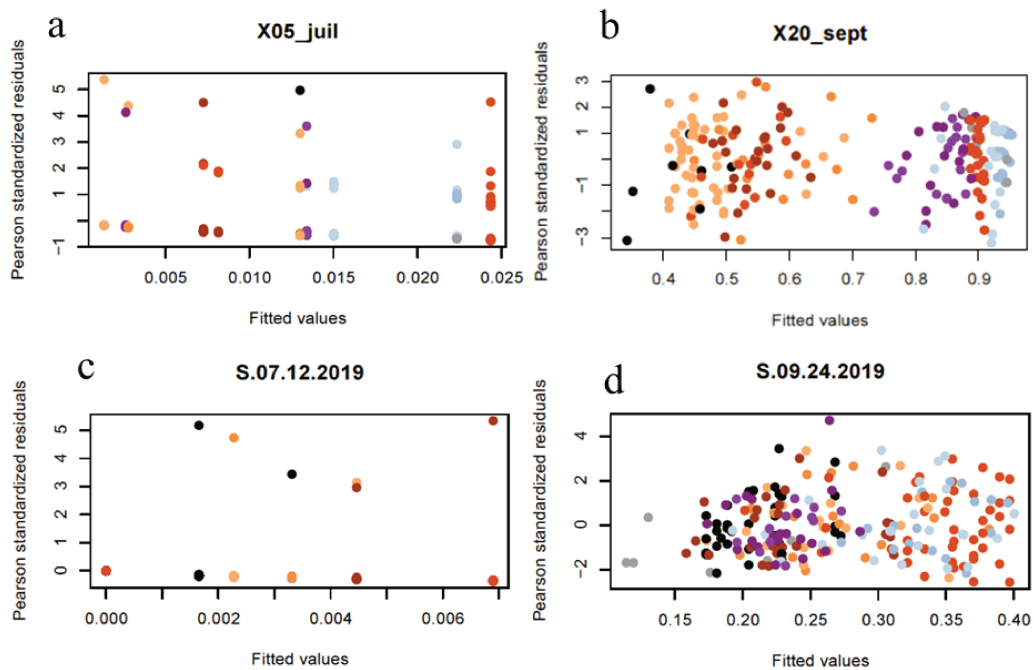 a
X05_juil
Pearson standardized residuals
5
4
3
2
1
-1
0.005 0.010 0.015 0.020 0.025
Fitted values
b
X20_sept
Pearson standardized residuals
3
2
1
-1
-3
0.4 0.5 0.6 0.7 0.8 0.9
Fitted values
c
S.07.12.2019
Pearson standardized residuals
5
4
3
2
1
0
0.000 0.002 0.004 0.006
Fitted values
d
S.09.24.2019
Pearson standardized residuals
4
2
0
-2
0.15 0.20 0.25 0.30 0.35 0.40
Fitted values